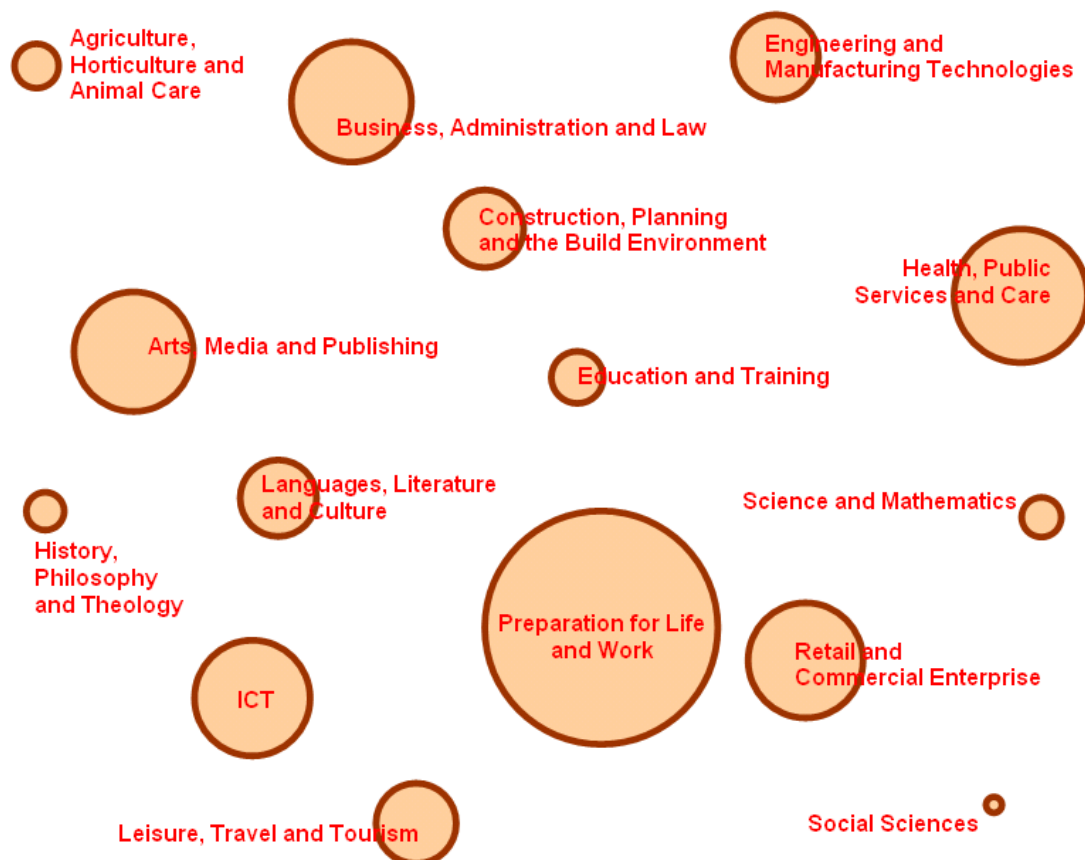 Agriculture,
Horticulture and
Animal Care
Engineering and
Manufacturing Technologies
Business, Administration and Law
Construction, Planning
and the Build Environment
Health, Public
Services and Care
Arts, Media and Publishing
Education and Training
Languages, Literature
and Culture
Science and Mathematics
History,
Philosophy
and Theology
Preparation for Life
and Work
Retail and
Commercial Enterprise
ICT
Leisure, Travel and Tourism
Social Sciences